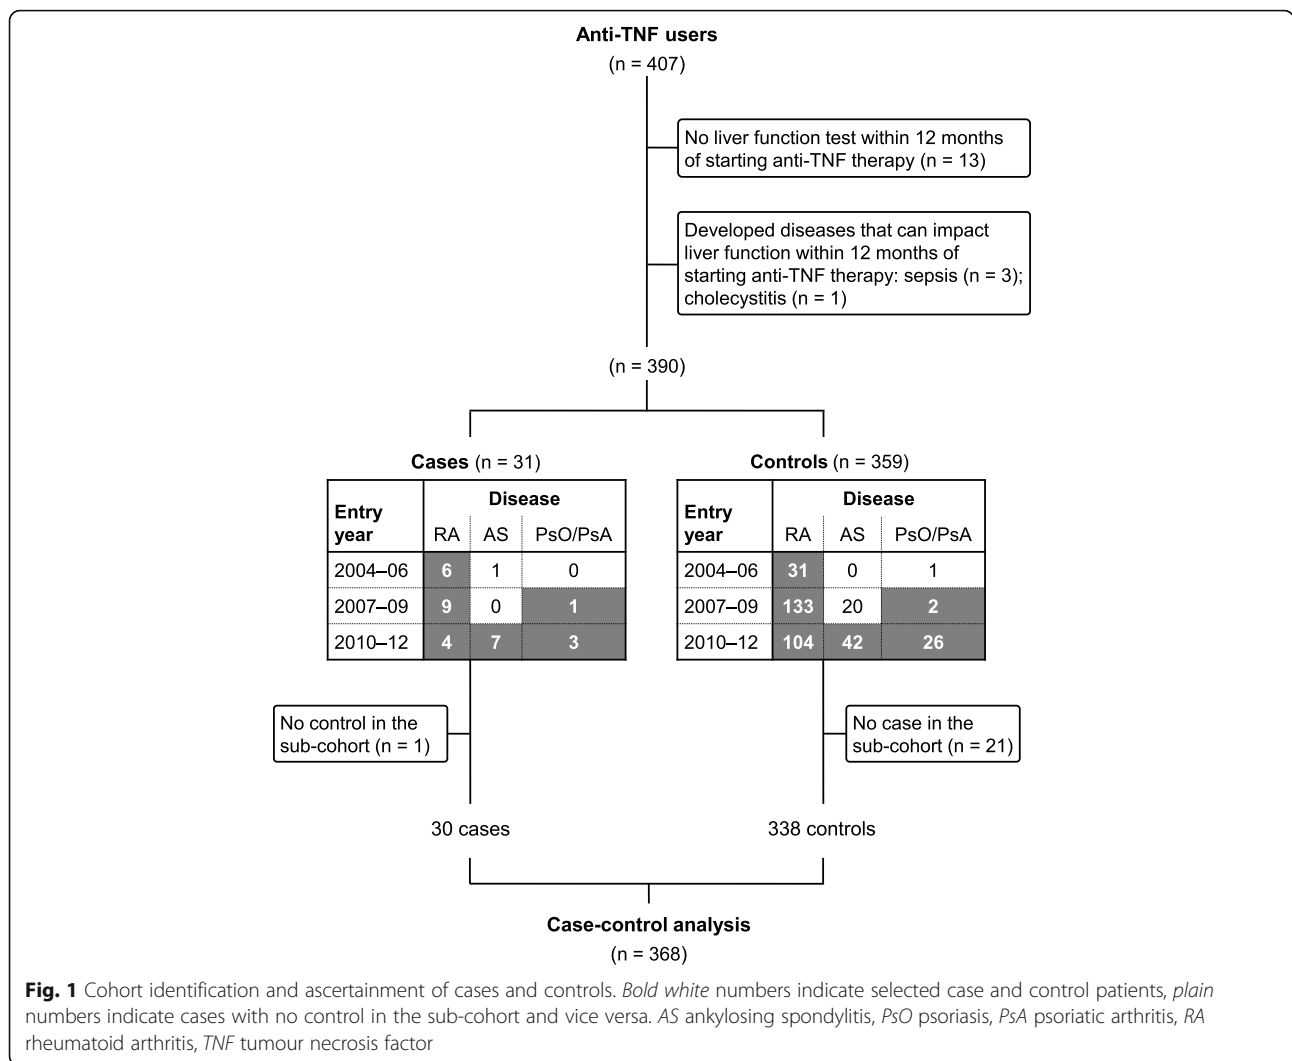 Anti-TNF users
(n = 407)
No liver function test within 12 months
of starting anti-TNF therapy (n = 13)
Developed diseases that can impact
liver function within 12 months of
starting anti-TNF therapy: sepsis (n = 3);
cholecystitis (n = 1)
(n = 390)
Cases (n = 31)
Entry year Disease
RA AS PsO/PsA
2004–06 6 1 0
2007–09 9 0 1
2010–12 4 7 3
Controls (n = 359)
Entry year Disease
RA AS PsO/PsA
2004–06 31 0 1
2007–09 133 20 2
2010–12 104 42 26
No control in the
sub-cohort (n = 1)
No case in the
sub-cohort (n = 21)
30 cases
338 controls
Case-control analysis
(n = 368)
Fig. 1 Cohort identification and ascertainment of cases and controls. Bold white numbers indicate selected case and control patients, plain
numbers indicate cases with no control in the sub-cohort and vice versa. AS ankylosing spondylitis, PsO psoriasis, PsA psoriatic arthritis, RA
rheumatoid arthritis, TNF tumour necrosis factor